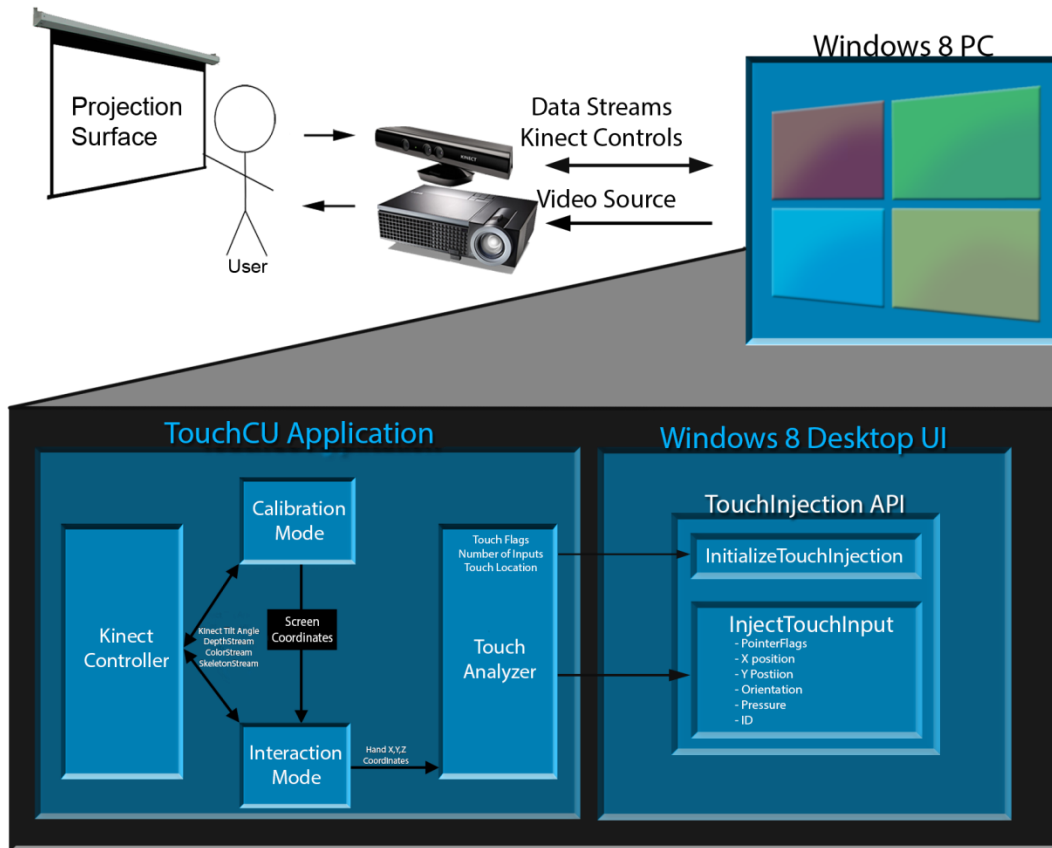 Windows 8 PC
Projection
Surface
Data Streams
Kinect Controls
KINECT
Video Source
User
TouchCU Application
Windows 8 Desktop UI
Calibration
Mode
TouchInjection API
Touch Flags
Number of Inputs
Touch Location
InitializeTouchInjection
Kinect
Controller
Kinect Tilt Angle
DepthStream
ColorStream
SkeletonStream
Screen
Coordinates
Touch
Analyzer
InjectTouchInput
- PointerFlags
- X position
- Y Postiion
- Orientation
- Pressure
- ID
Interaction
Mode
Hand X,Y,Z
Coordinates